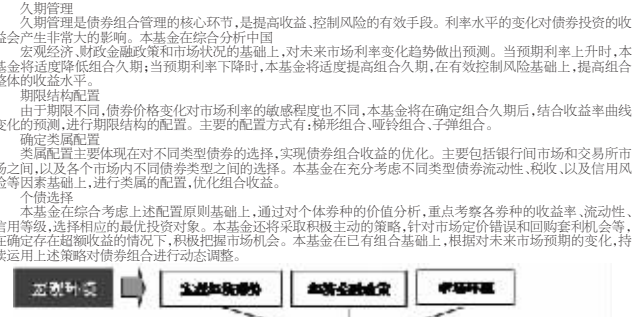 久期管理
久期管理是债券组合管理的核心环节,是提高收益、控制风险的有效手段。利率水平的变化对债券投资的收
益会产生非常大的影响。本基金在综合分析中国
宏观经济、财政金融政策和市场状况的基础上,对未来市场利率变化趋势做出预测。当预期利率上升时,本
基金将适度降低组合久期;当预期利率下降时,本基金将适度提高组合久期,在有效控制风险基础上,提高组合
整体的收益水平。
期限结构配置
由于期限不同,债券价格变化对市场利率的敏感程度也不同,本基金将在确定组合久期后,结合收益率曲线
变化的预测,进行期限结构的配置。主要的配置方式有:梯形组合、哑铃组合、子弹组合。
确定类属配置
类属配置主要体现在对不同类型债券的选择,实现债券组合收益的优化。主要包括银行间市场和交易所市
场之间,以及各个市场内不同债券类型之间的选择。本基金在充分考虑不同类型债券流动性、税收、以及信用风
险等因素基础上,进行类属的配置,优化组合收益。
个债选择
本基金在综合考虑上述配置原则基础上,通过对个体券种的价值分析,重点考察各券种的收益率、流动性、
信用等级,选择相应的最优投资对象。本基金还将采取积极主动的策略,针对市场定价错误和回购套利机会等,
在确定存在超额收益的情况下,积极把握市场机会。本基金在已有组合基础上,根据对未来市场预期的变化,持
续运用上述策略对债券组合进行动态调整。